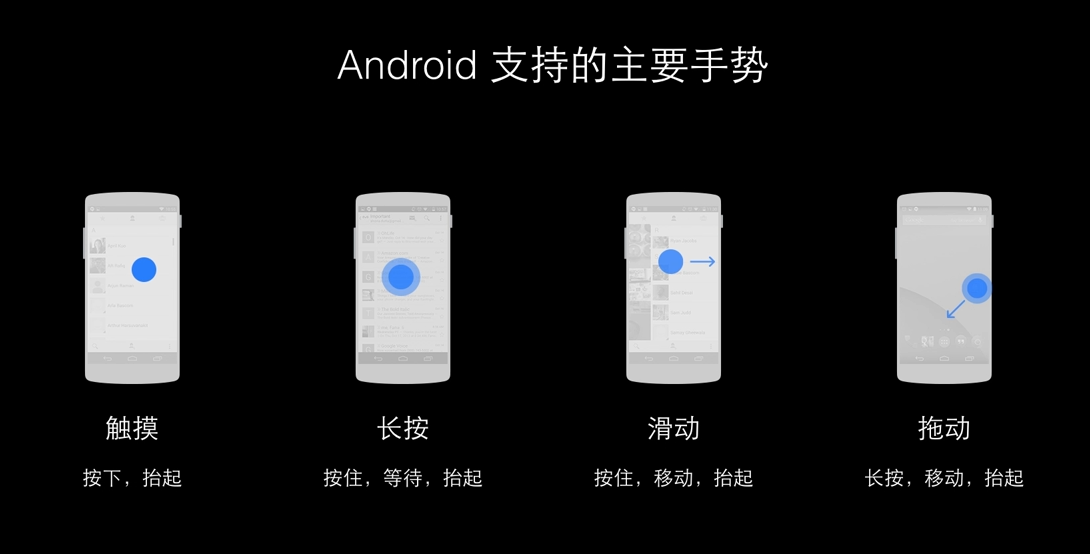 Android 支持的主要手势
触摸
长按
滑动
拖动
按下，抬起
按住，等待，抬起
按住，移动，抬起
长按，移动，抬起